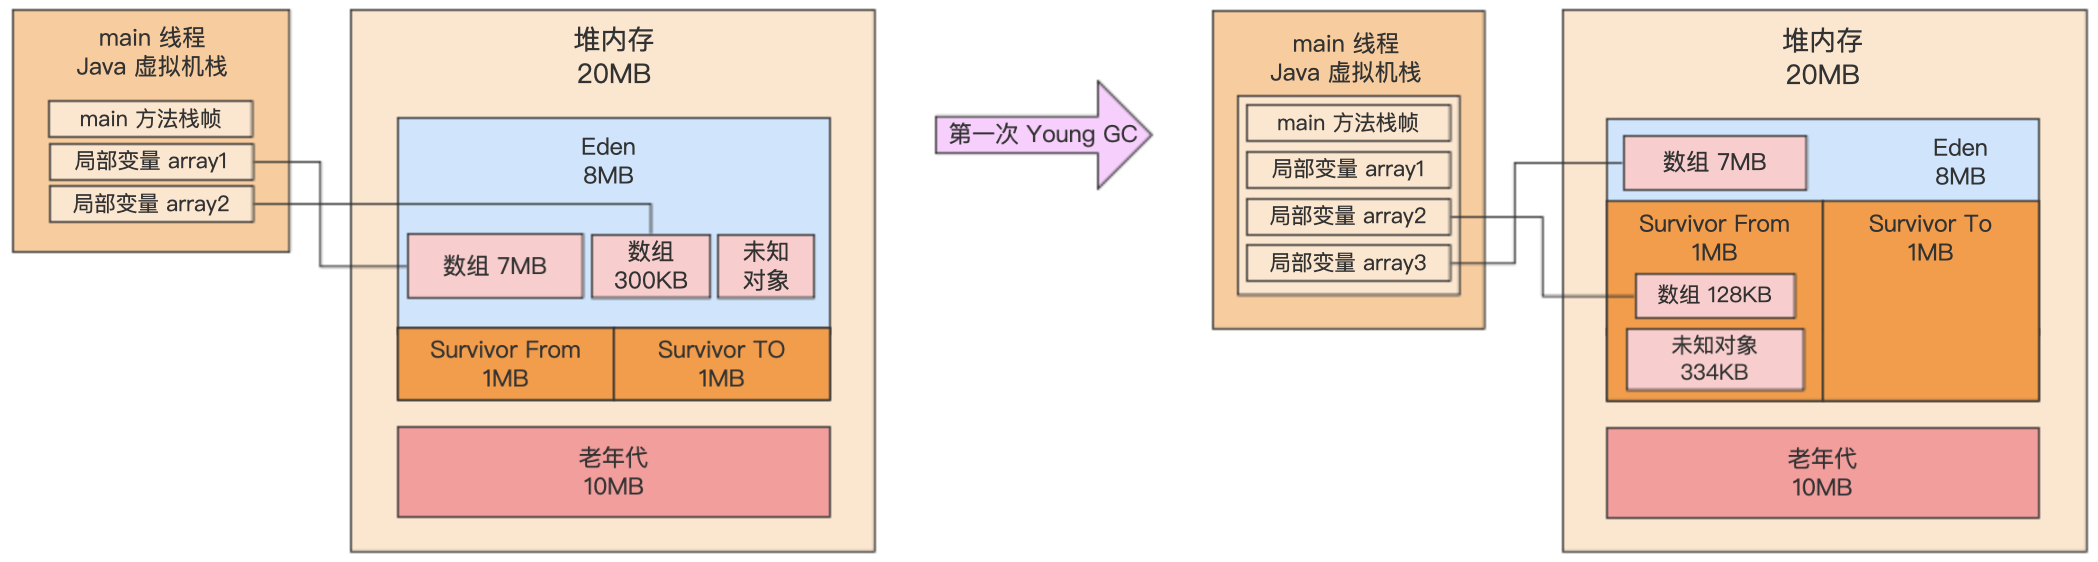 main 线程
Java 虚拟机栈
main 方法栈帧
局部变量 array1
局部变量 array2
堆内存
20MB
Eden
8MB
数组 7MB
数组
300KB
未知
对象
Survivor From
1MB
Survivor TO
1MB
老年代
10MB
第一次 Young GC
main 线程
Java 虚拟机栈
main 方法栈帧
局部变量 array1
局部变量 array2
局部变量 array3
堆内存
20MB
数组 7MB
Eden
8MB
Survivor From
1MB
数组 128KB
未知对象
334KB
Survivor To
1MB
老年代
10MB